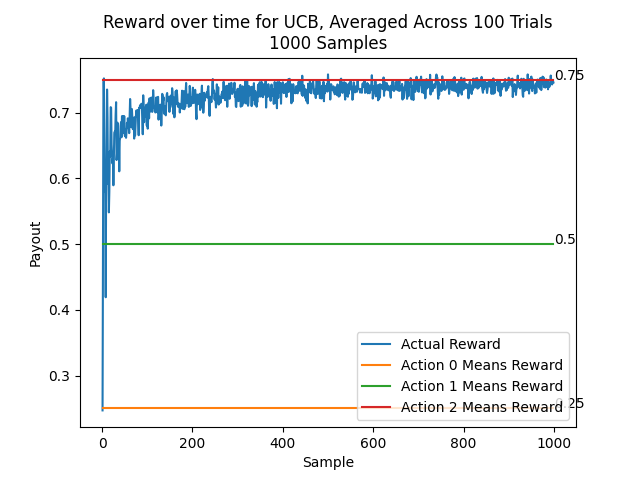 Reward over time for UCB, Averaged Across 100 Trials
1000 Samples
0.75
0.7
0.6
0.5
0.5
0.4
0.3
Payout
Actual Reward
Action 0 Means Reward
Action 1 Means Reward
Action 2 Means Reward
0.25
0 200 400 600 800 1000
Sample